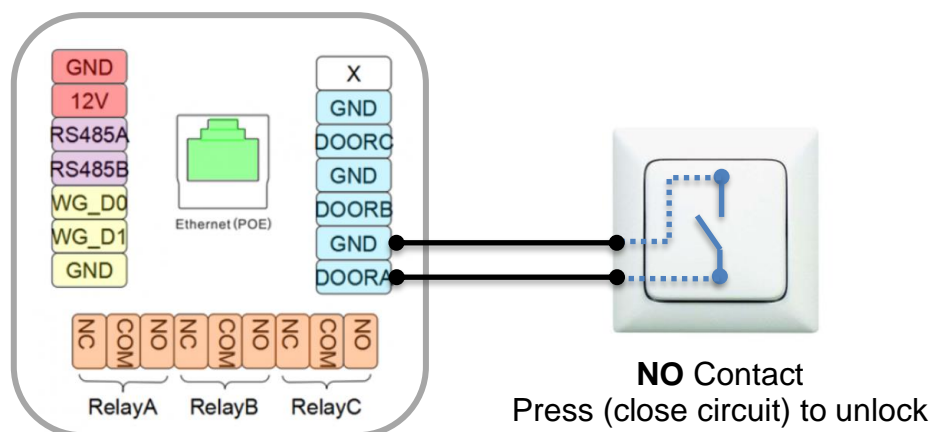 GND
12V
RS485A
RS485B
WG_D0
WG_D1
GND
Ethernet(POE)
X
GND
DOORC
GND
DOORB
GND
DOORA
NC COM NO NC COM NO NC COM NO
RelayA RelayB RelayC
NO Contact
Press (close circuit) to unlock